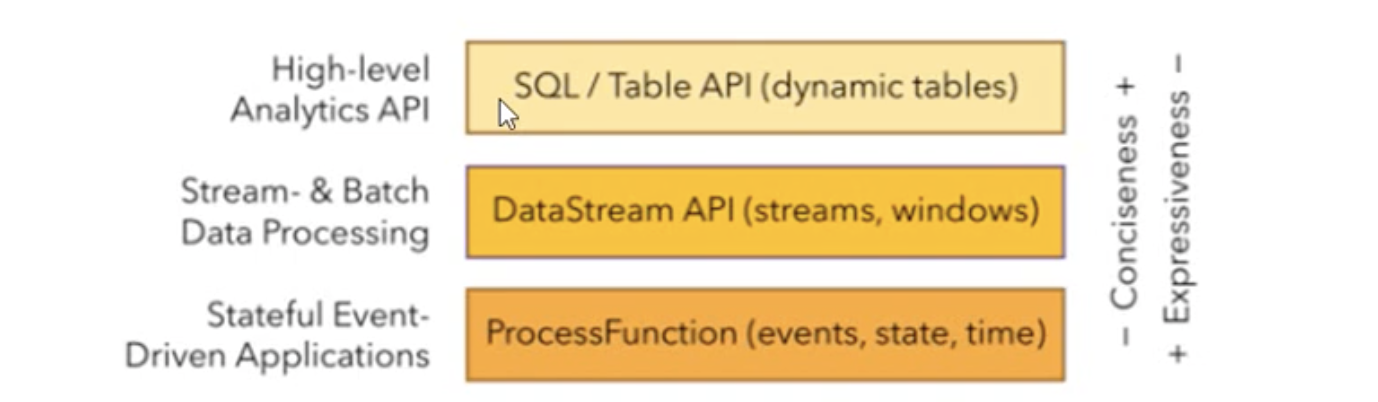 High-level
Analytics API
SQL / Table API (dynamic tables)
Stream- & Batch
Data Processing
DataStream API (streams, windows)
Stateful Event-
Driven Applications
ProcessFunction (events, state, time)
– Conciseness +
+ Expressiveness –